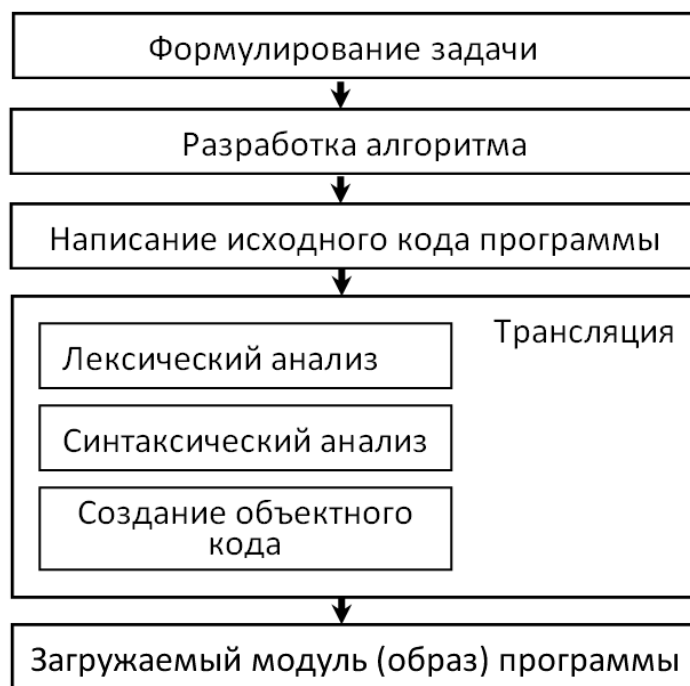 Формулирование задачи
Разработка алгоритма
Написание исходного кода программы
Трансляция
Лексический анализ
Синтаксический анализ
Создание объектного
кода
Загружаемый модуль (образ) программы